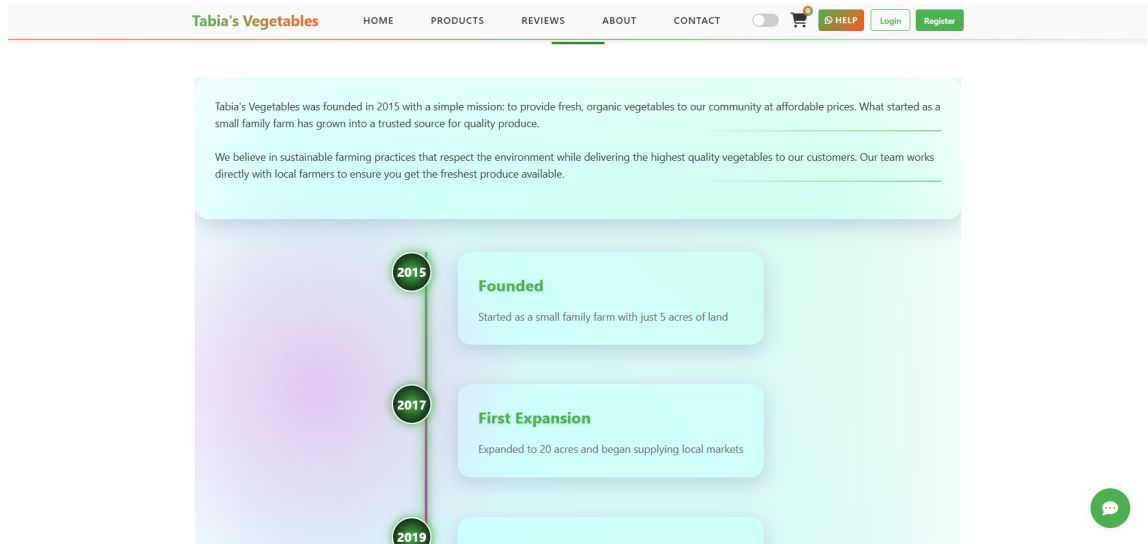 Tabia's Vegetables
HOME
PRODUCTS
REVIEWS
ABOUT
CONTACT
0
HELP
Login
Register
Tabia's Vegetables was founded in 2015 with a simple mission: to provide fresh, organic vegetables to our community at affordable prices. What started as a
small family farm has grown into a trusted source for quality produce.
We believe in sustainable farming practices that respect the environment while delivering the highest quality vegetables to our customers. Our team works
directly with local farmers to ensure you get the freshest produce available.
2015
Founded
Started as a small family farm with just 5 acres of land
2017
First Expansion
Expanded to 20 acres and began supplying local markets
2019